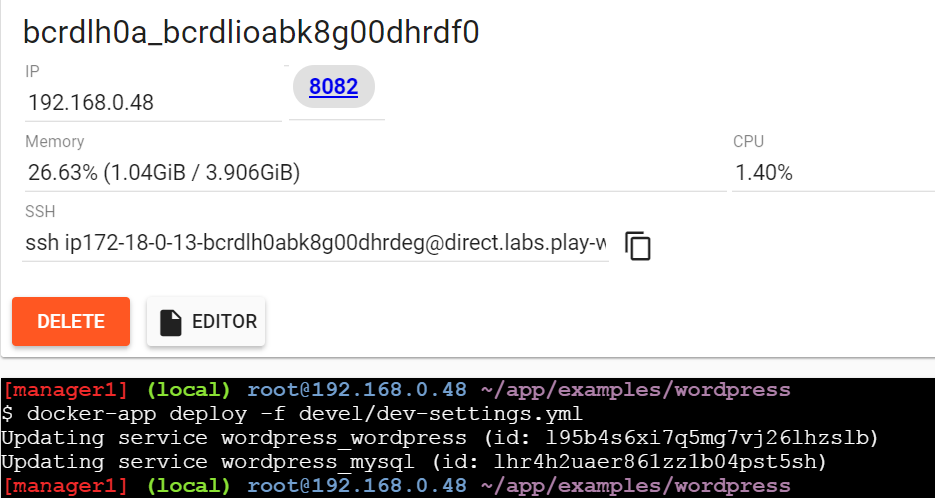 bcrdlh0a_bcrdlioabk8g00dhrdf0
IP
192.168.0.48
8082
Memory
26.63% (1.04GiB / 3.906GiB)
CPU
1.40%
SSH
ssh ip172-18-0-13-bcrdlh0abk8g00dhrdeg@direct.labs.play-w
DELETE
EDITOR
[manager1] (local) root@192.168.0.48 ~/app/examples/wordpress
$ docker-app deploy -f devel/dev-settings.yml
Updating service wordpress_wordpress (id: l95b4s6xi7q5mg7vj26lhzslb)
Updating service wordpress_mysql (id: lhr4h2uaer861zz1b04pst5sh)
[manager1] (local) root@192.168.0.48 ~/app/examples/wordpress